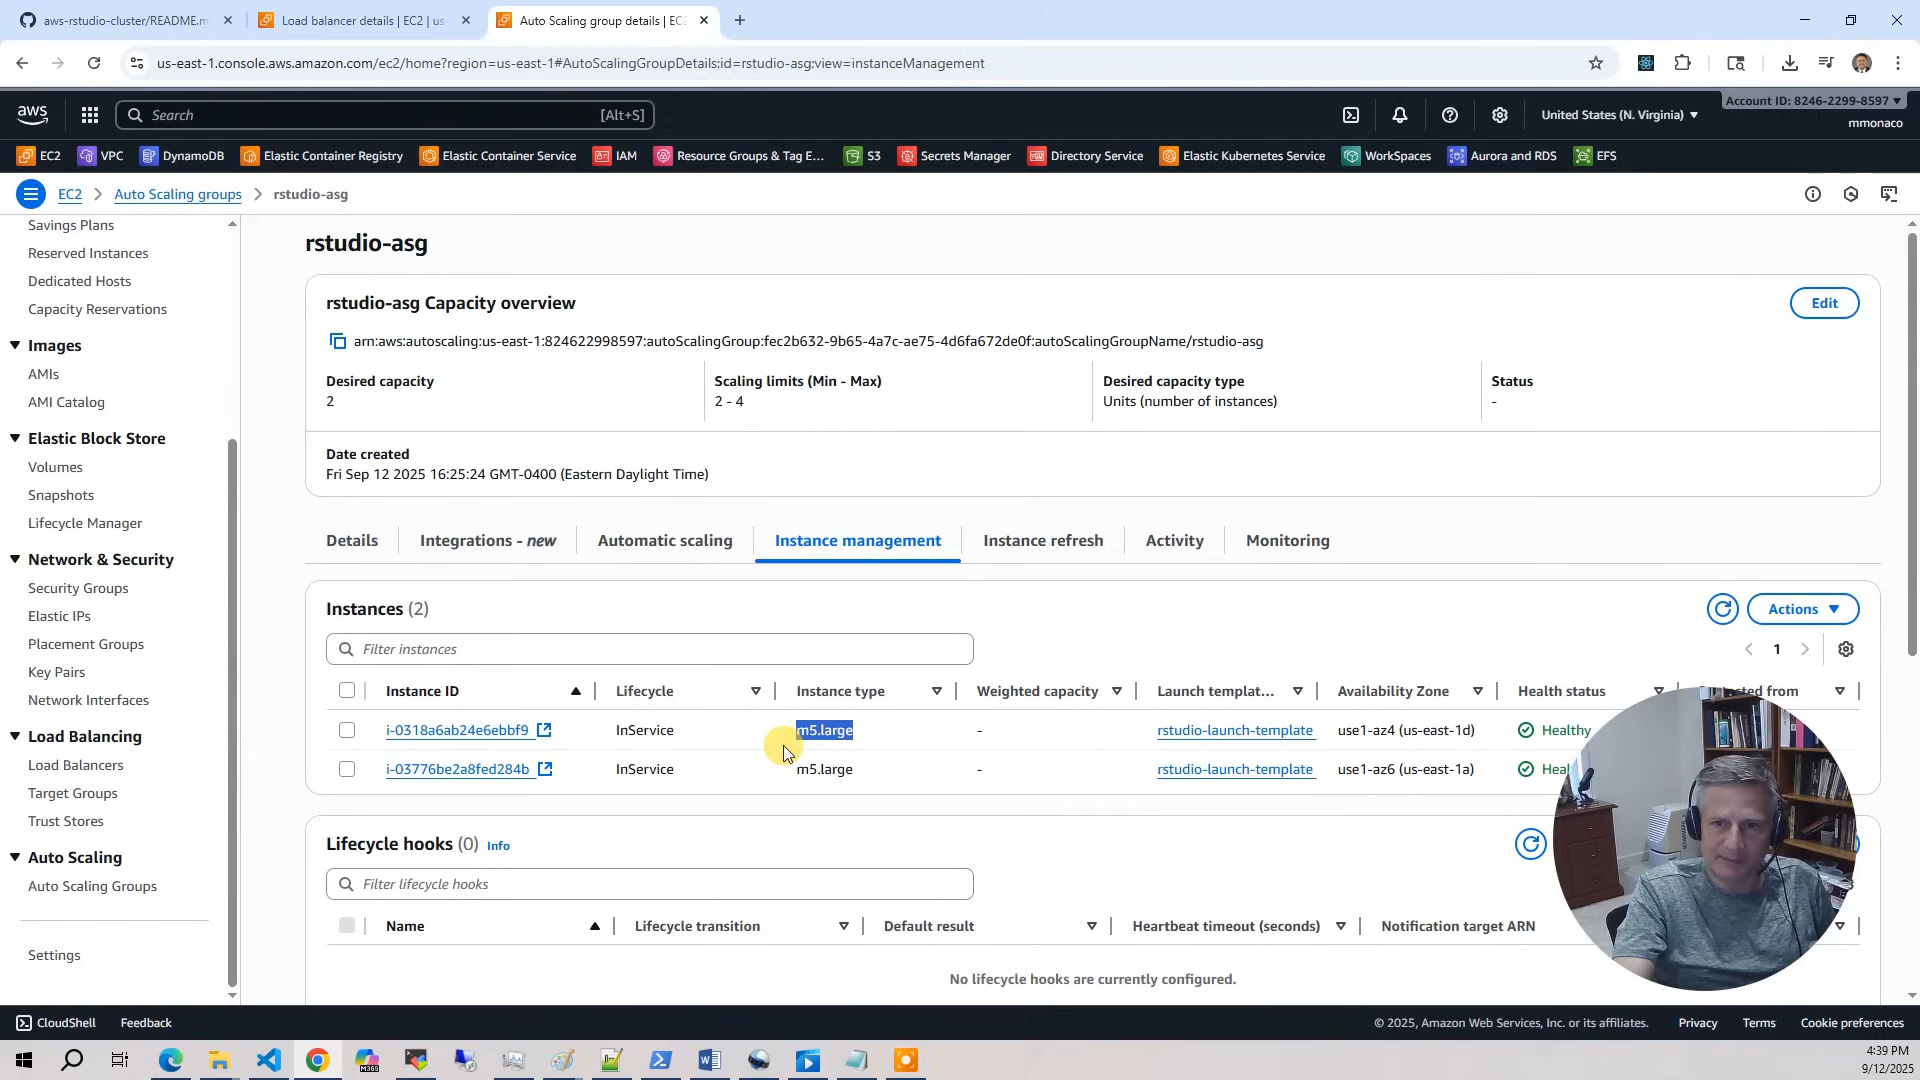 aws-rstudio-cluster/README.m
Load balancer details | EC2 | us-
Auto Scaling group details | EC
us-east-1.console.aws.amazon.com/ec2/home?region=us-east-1#AutoScalingGroupDetails:id=rstudio-asg;view=instanceManagement
aws
Search
[Alt+S]
United States (N. Virginia)
Account ID: 8246-2299-8597
mmonaco
EC2
VPC
DynamoDB
Elastic Container Registry
Elastic Container Service
IAM
Resource Groups & Tag E...
S3
Secrets Manager
Directory Service
Elastic Kubernetes Service
WorkSpaces
Aurora and RDS
EFS
EC2
Auto Scaling groups
rstudio-asg
Savings Plans
Reserved Instances
Dedicated Hosts
Capacity Reservations
Images
AMIs
AMI Catalog
Elastic Block Store
Volumes
Snapshots
Lifecycle Manager
Network & Security
Security Groups
Elastic IPs
Placement Groups
Key Pairs
Network Interfaces
Load Balancing
Load Balancers
Target Groups
Trust Stores
Auto Scaling
Auto Scaling Groups
Settings
rstudio-asg
rstudio-asg Capacity overview
Edit
arn:aws:autoscaling:us-east-1:824622998597:autoScalingGroup:fec2b632-9b65-4a7c-ae75-4d6fa672de0f:autoScalingGroupName/rstudio-asg
Desired capacity
2
Scaling limits (Min - Max)
2 - 4
Desired capacity type
Units (number of instances)
Status
-
Date created
Fri Sep 12 2025 16:25:24 GMT-0400 (Eastern Daylight Time)
Details
Integrations - new
Automatic scaling
Instance management
Instance refresh
Activity
Monitoring
Instances (2)
Actions
Filter instances
1
Instance ID
Lifecycle
Instance type
Weighted capacity
Launch templat...
Availability Zone
Health status
from
i-0318a6ab24e6ebbf9
InService
m5.large
-
rstudio-launch-template
use1-az4 (us-east-1d)
Healthy
i-03776be2a8fed284b
InService
m5.large
-
rstudio-launch-template
use1-az6 (us-east-1a)
Lifecycle hooks (0) Info
Filter lifecycle hooks
Name
Lifecycle transition
Default result
Heartbeat timeout (seconds)
Notification target ARN
No lifecycle hooks are currently configured.
CloudShell
Feedback
© 2025, Amazon Web Services, Inc. or its affiliates.
Privacy
Terms
Cookie preferences
4:39 PM
9/12/2025